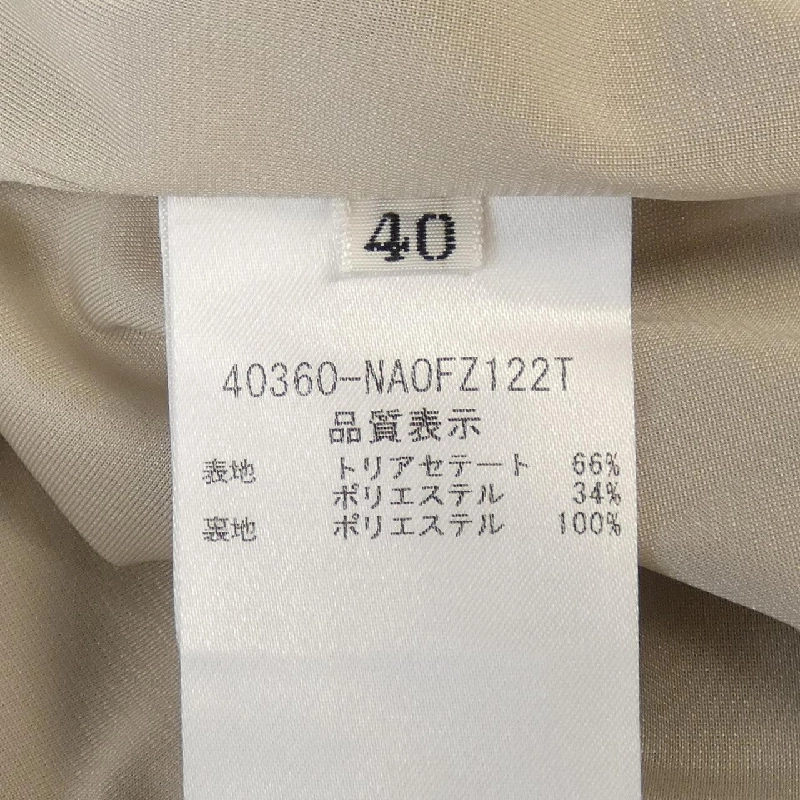 40
40360-NAOFZ122T
品質表示
表地 トリアセテート 66%
ポリエステル 34%
裏地 ポリエステル 100%